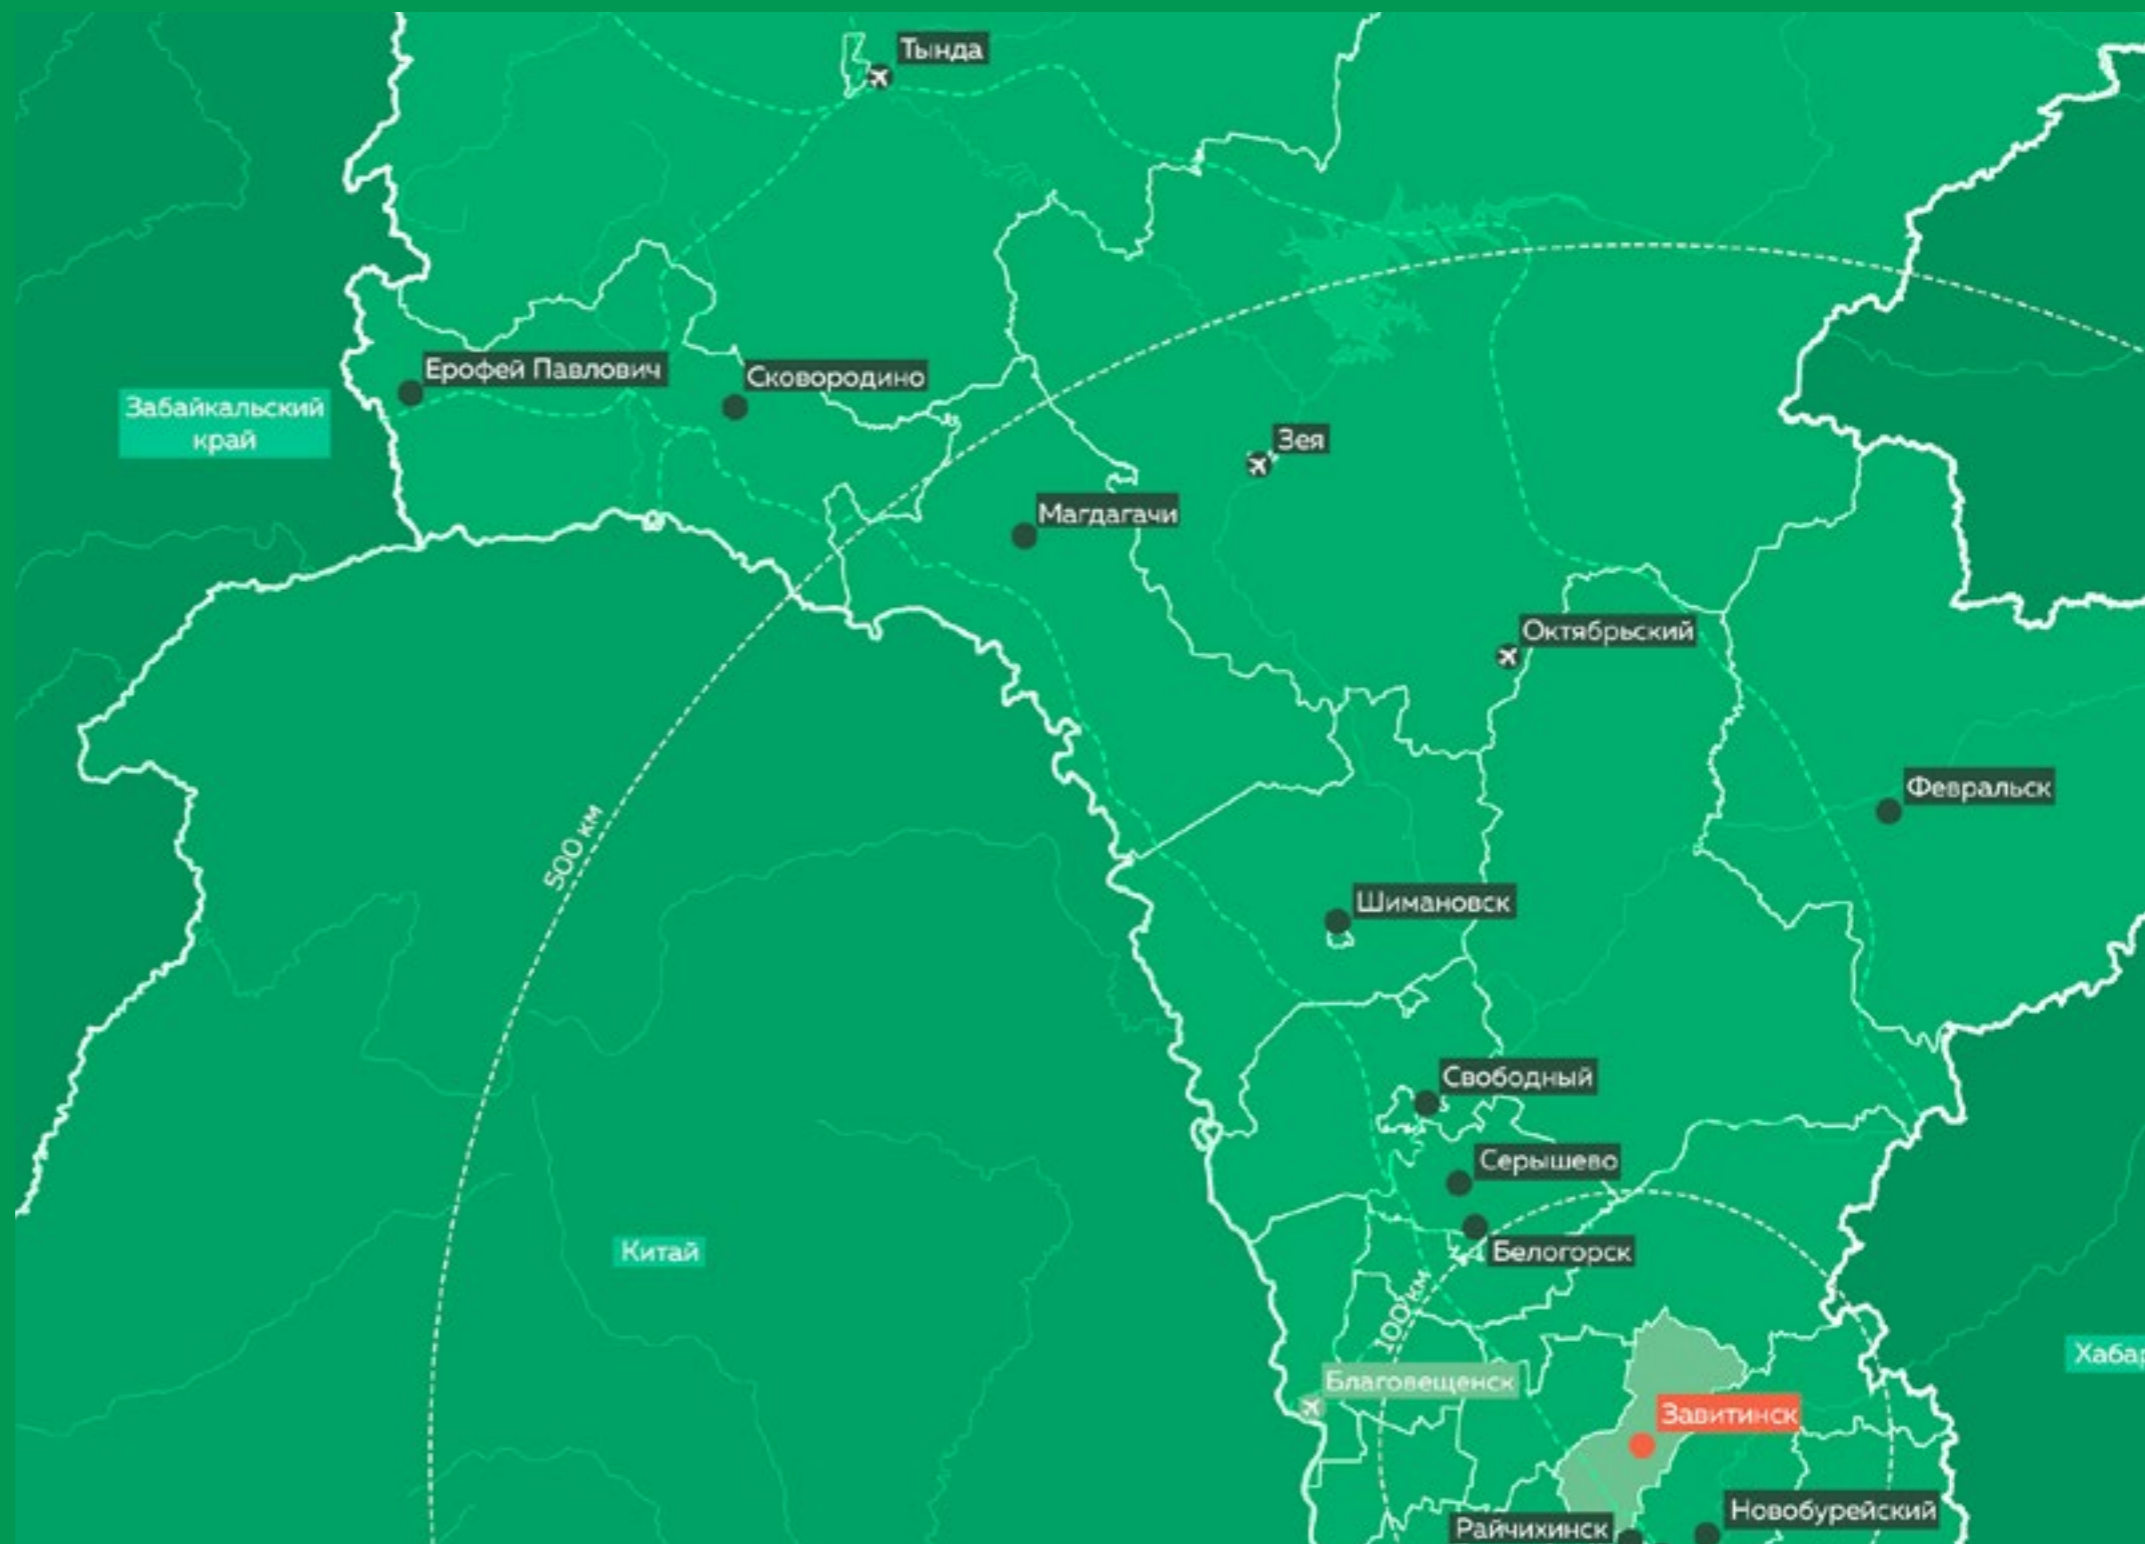 Тында
Ерофей Павлович
Сковородино
Забайкальский
край
Зея
Магдагачи
Октябрьский
Февральск
500 км
Шимановск
Свободный
Серышево
Китай
Белогорск
100 км
Хабар
Благовещенск
Завитинск
Новобурейский
Райчихинск